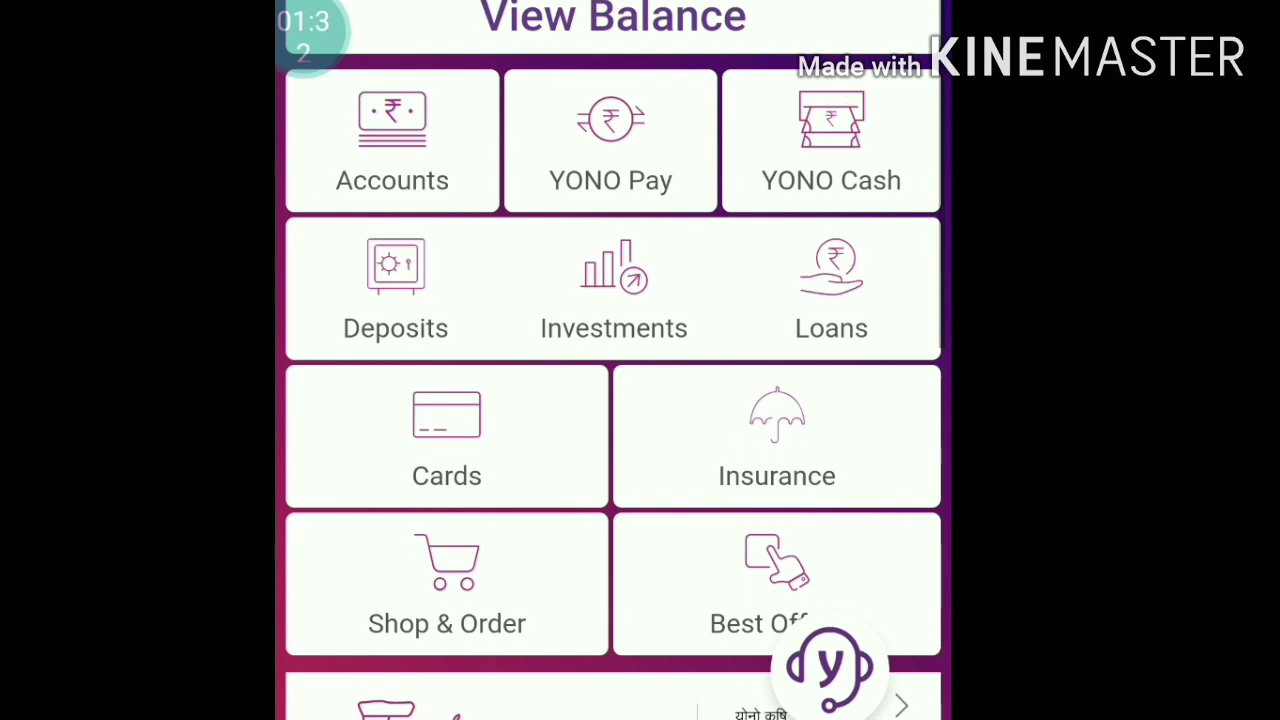 View Balance
01:3
2
Made with KINEMASTER
Accounts
YONO Pay
YONO Cash
Deposits
Investments
Loans
Cards
Insurance
Shop & Order
Best Off
y
योनो कृषि